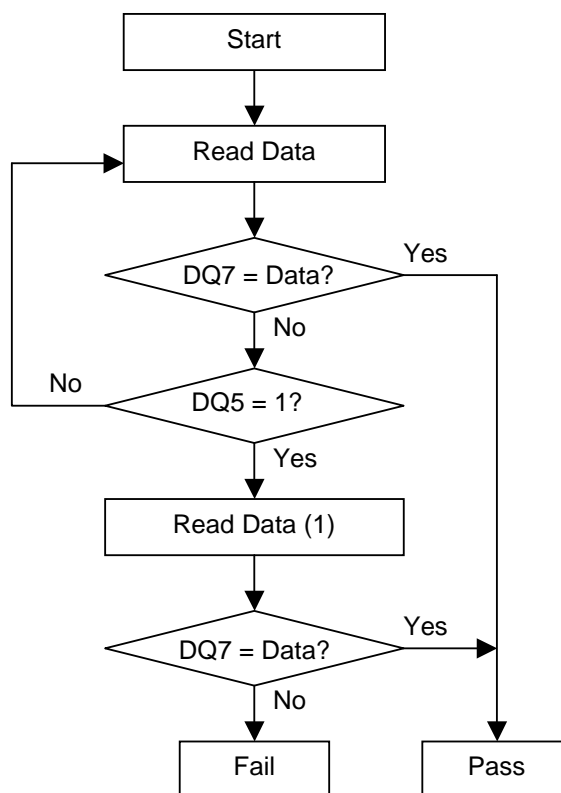 Start
Read Data
DQ7 = Data?
Yes
No
DQ5 = 1?
No
Yes
Read Data (1)
DQ7 = Data?
Yes
No
Fail
Pass